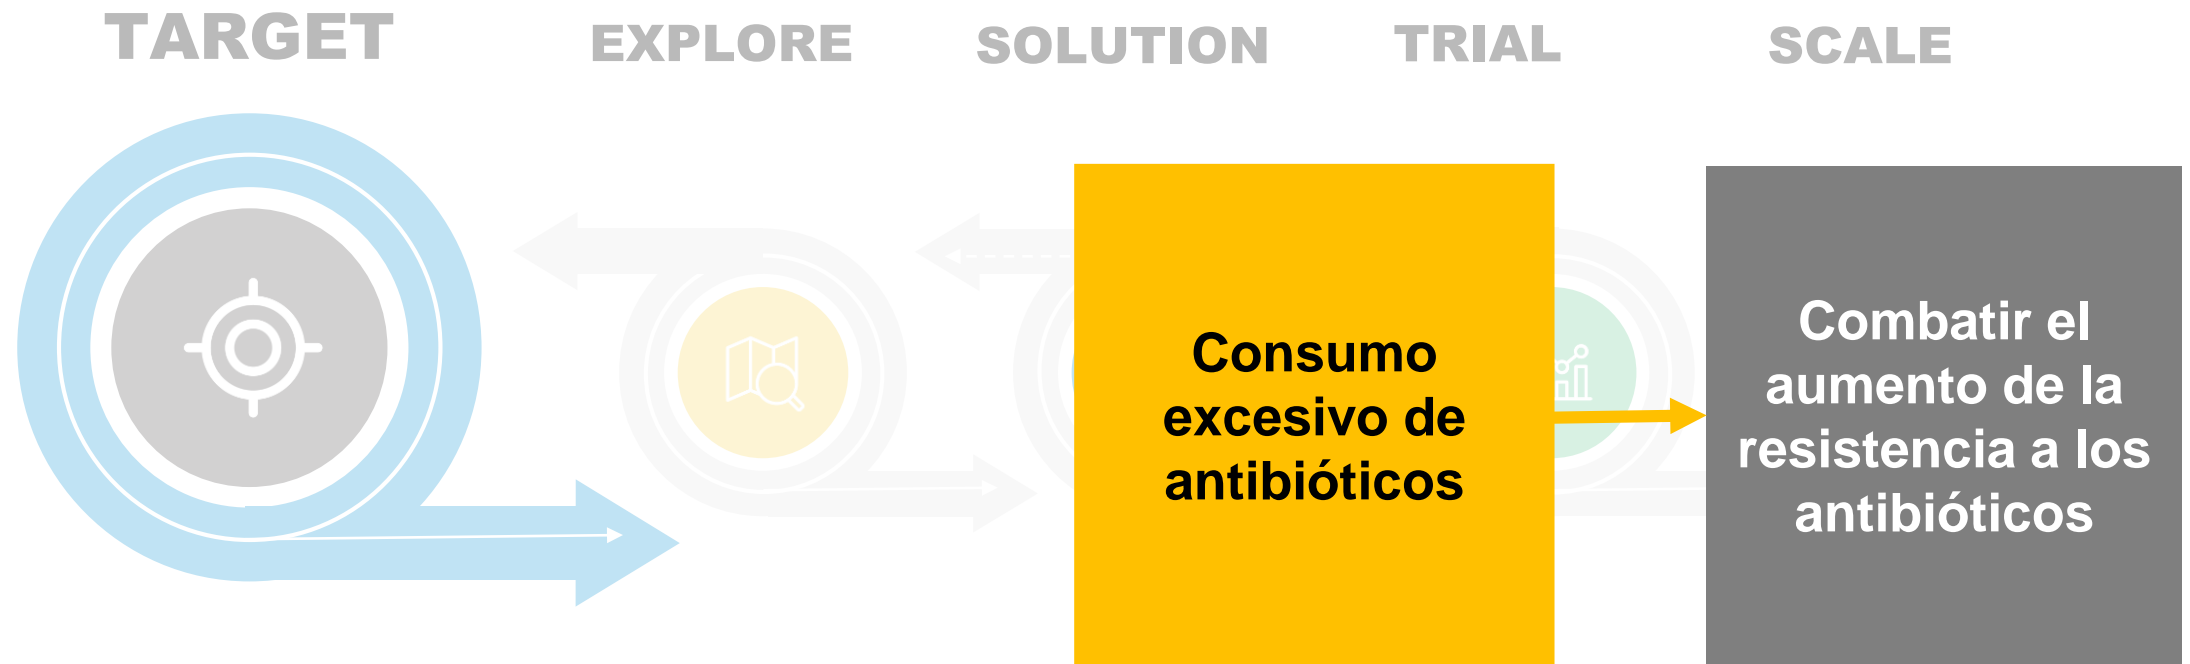 TARGET EXPLORE SOLUTION TRIAL SCALE
Consumo
excesivo de
antibióticos
Combatir el
aumento de la
resistencia a los
antibióticos